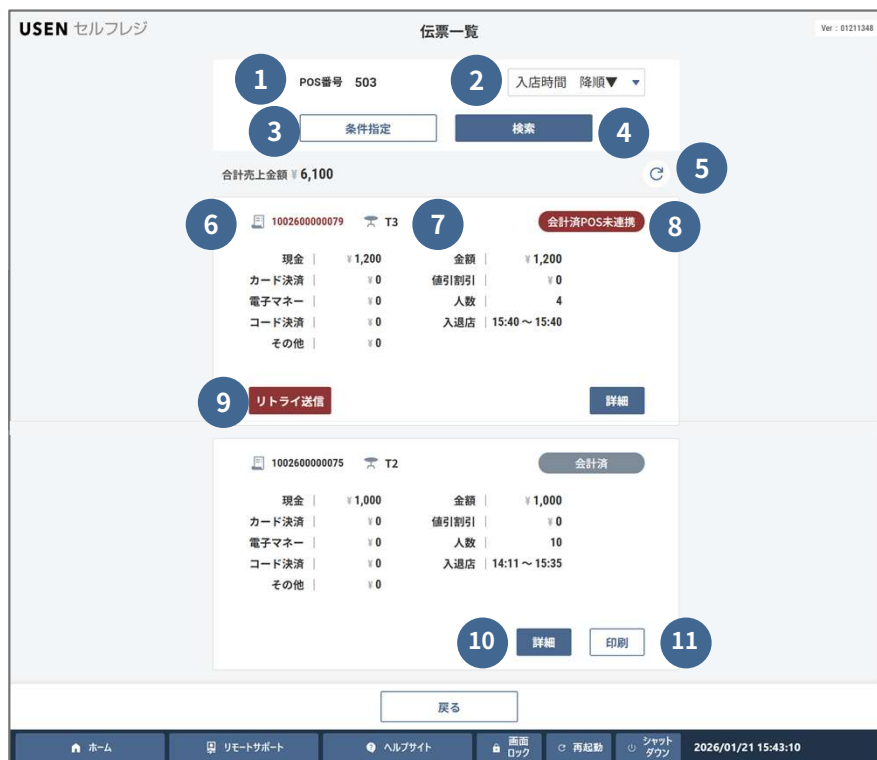 USEN セルフレジ
伝票一覧
Ver : 01211348
1
POS番号 503
2
入店時間 降順▼ ▼
3
条件指定
検索
4
合計売上金額 ¥ 6,100
5
6
1002600000079 T3
7
会計済POS未連携
8
現金 | ¥ 1,200 金額 | ¥ 1,200
カード決済 | ¥ 0 値引割引 | ¥ 0
電子マネー | ¥ 0 人数 | 4
コード決済 | ¥ 0 入退店 | 15:40 ～ 15:40
その他 | ¥ 0
9
リトライ送信
詳細
1002600000075 T2
会計済
現金 | ¥ 1,000 金額 | ¥ 1,000
カード決済 | ¥ 0 値引割引 | ¥ 0
電子マネー | ¥ 0 人数 | 10
コード決済 | ¥ 0 入退店 | 14:11 ～ 15:35
その他 | ¥ 0
10
詳細
印刷
11
戻る
ホーム
リモートサポート
ヘルプサイト
画面
ロック
再起動
シャット
ダウン
2026/01/21 15:43:10